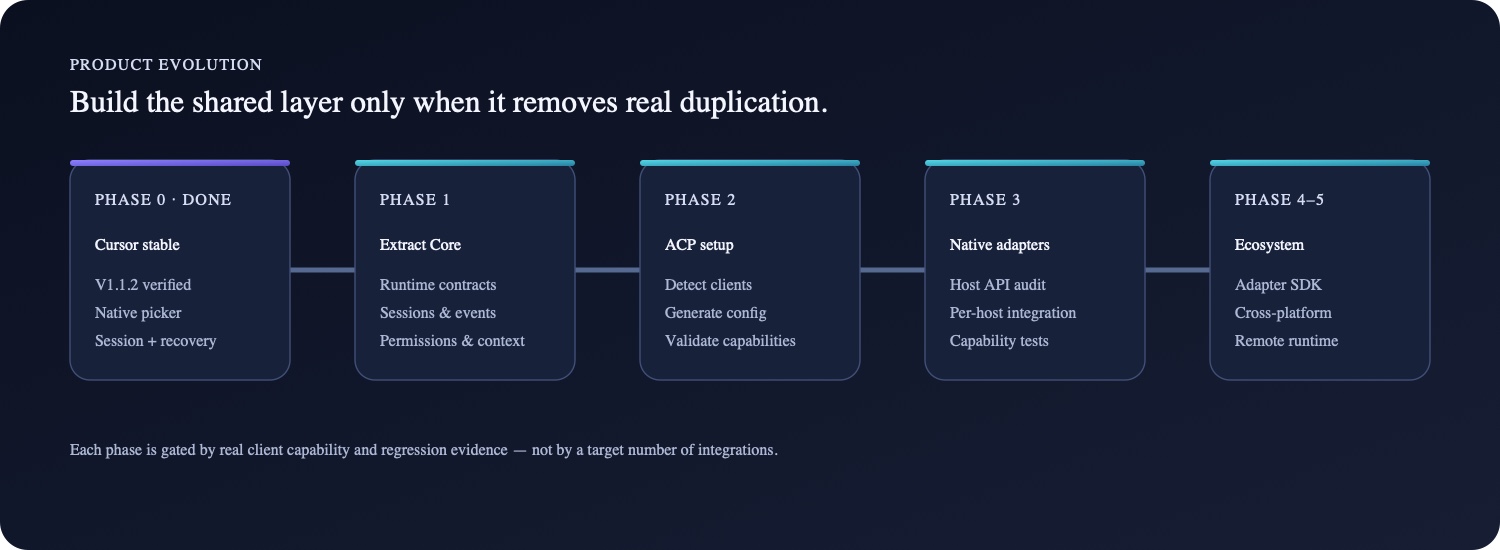 PRODUCT EVOLUTION
Build the shared layer only when it removes real duplication.
PHASE 0 · DONE
Cursor stable
V1.1.2 verified
Native picker
Session + recovery
PHASE 1
Extract Core
Runtime contracts
Sessions & events
Permissions & context
PHASE 2
ACP setup
Detect clients
Generate config
Validate capabilities
PHASE 3
Native adapters
Host API audit
Per-host integration
Capability tests
PHASE 4–5
Ecosystem
Adapter SDK
Cross-platform
Remote runtime
Each phase is gated by real client capability and regression evidence — not by a target number of integrations.